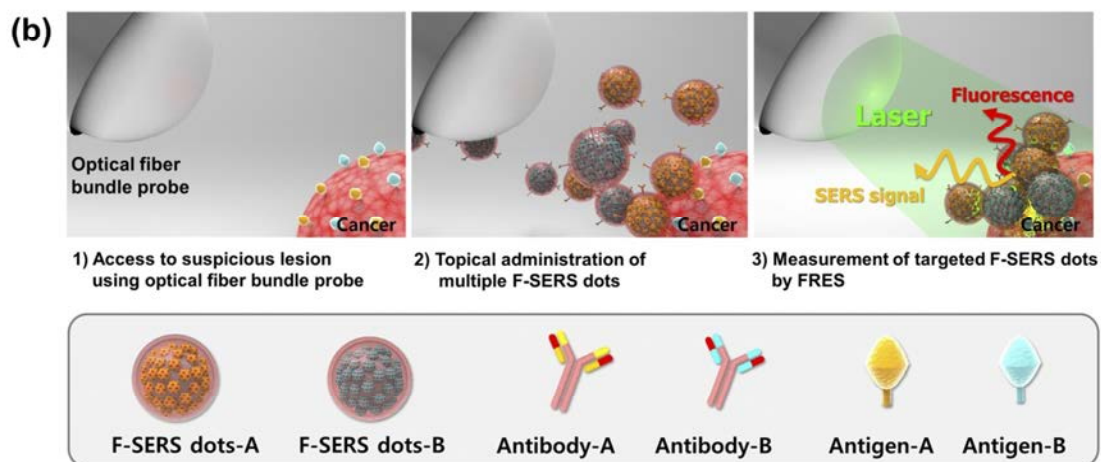 (b)
Optical fiber
bundle probe
Cancer
Cancer
Laser
Fluorescence
SERS signal
Cancer
1) Access to suspicious lesion
using optical fiber bundle probe
2) Topical administration of
multiple F-SERS dots
3) Measurement of targeted F-SERS dots
by FRES
F-SERS dots-A
F-SERS dots-B
Antibody-A
Antibody-B
Antigen-A
Antigen-B